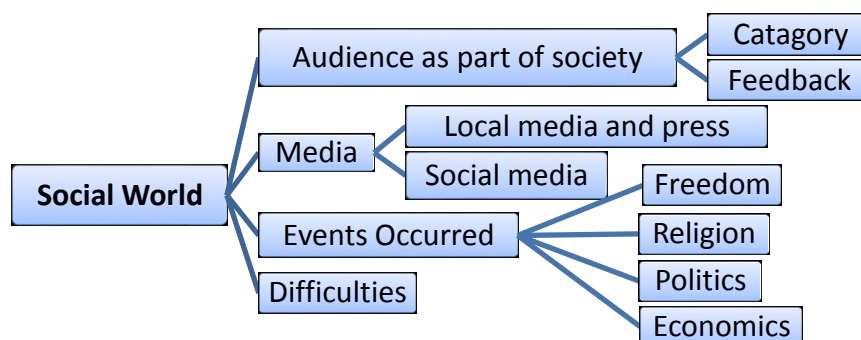 Social World
Audience as part of society
Catagory
Feedback
Media
Local media and press
Social media
Events Occurred
Freedom
Religion
Politics
Economics
Difficulties